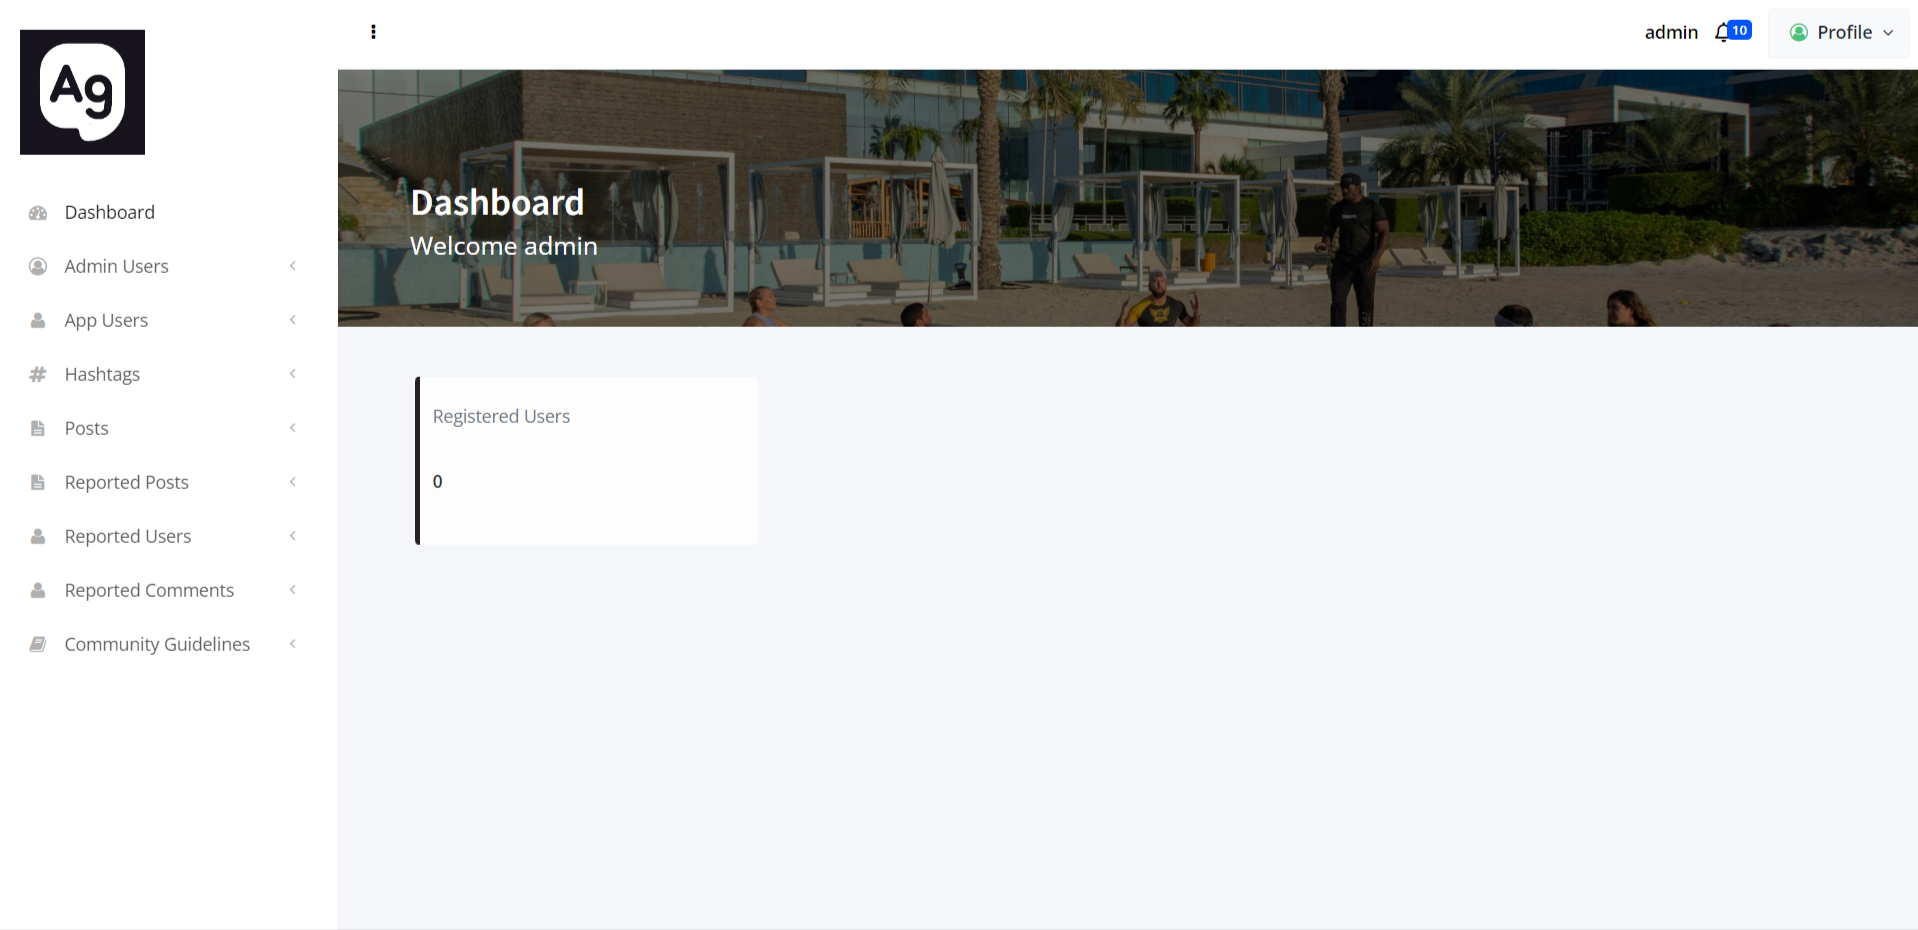 Ag
Dashboard
Admin Users
App Users
Hashtags
Posts
Reported Posts
Reported Users
Reported Comments
Community Guidelines
admin
10
Profile
Dashboard
Welcome admin
Registered Users
0